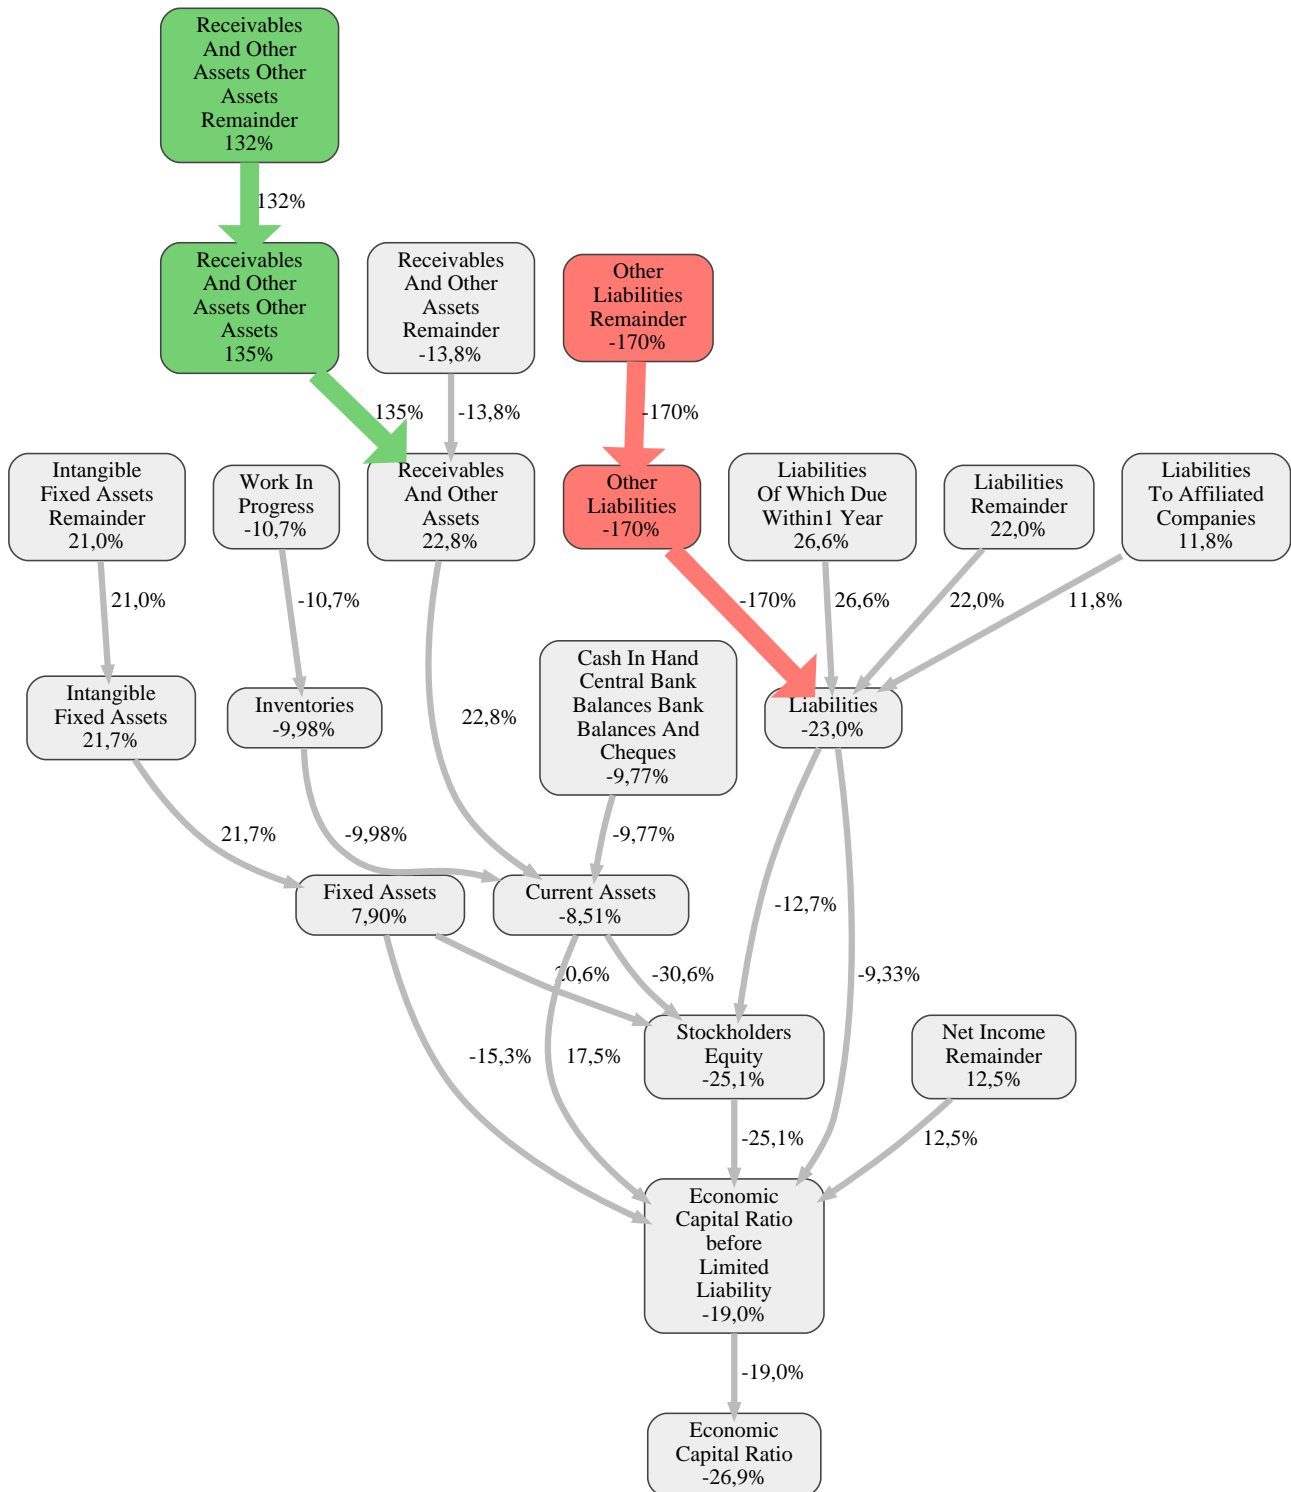 Receivables
And Other
Assets Other
Assets
Remainder
132%
132%
Receivables
And Other
Assets Other
Assets
135%
Receivables
And Other
Assets
Remainder
-13,8%
Other
Liabilities
Remainder
-170%
135%
-13,8%
-170%
Intangible
Fixed Assets
Remainder
21,0%
Work In
Progress
-10,7%
Receivables
And Other
Assets
22,8%
Other
Liabilities
-170%
Liabilities
Of Which Due
Within1 Year
26,6%
Liabilities
Remainder
22,0%
Liabilities
To Affiliated
Companies
11,8%
21,0%
-10,7%
-170%
26,6%
22,0%
11,8%
Intangible
Fixed Assets
21,7%
Inventories
-9,98%
22,8%
Cash In Hand
Central Bank
Balances Bank
Balances And
Cheques
-9,77%
Liabilities
-23,0%
21,7%
-9,98%
-9,77%
Fixed Assets
7,90%
Current Assets
-8,51%
-12,7%
20,6%
-30,6%
-9,33%
Stockholders
Equity
-25,1%
Net Income
Remainder
12,5%
-15,3%
17,5%
-25,1%
12,5%
Economic
Capital Ratio
before
Limited
Liability
-19,0%
-19,0%
Economic
Capital Ratio
-26,9%